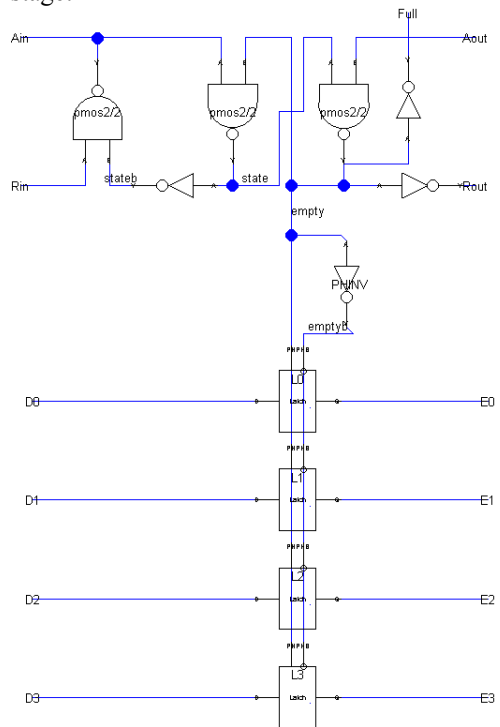 stage.
Full
Ain
Aout
Y
A B
A B
pmos2/2
pmos2/2
pmos2/2
Y
A
A B
Y
Y
Rin
stateb
Y
A
state
A
Y
Rout
empty
A
PHINV
Y
emptyB
PHPHB
L0
D0
D
Latch
Q
E0
PHPHB
L1
D1
D
Latch
Q
E1
PHPHB
L2
D2
D
Latch
Q
E2
PHPHB
L3
D3
D
Latch
Q
E3